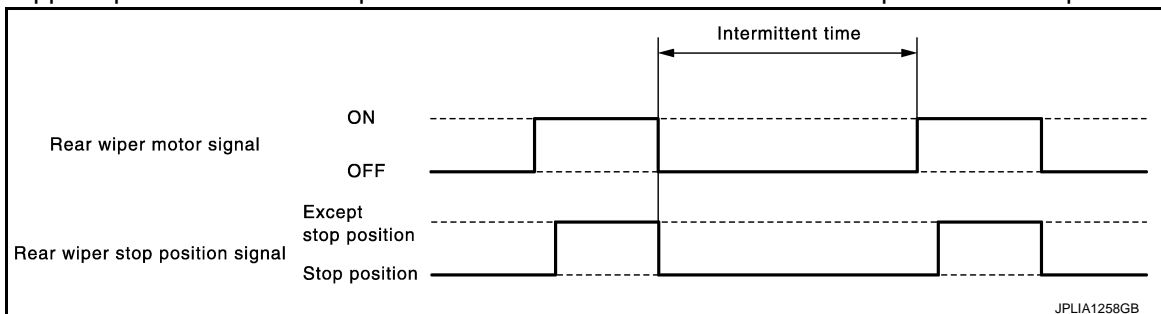 Intermittent time
ON
Rear wiper motor signal
OFF
Except
stop position
Rear wiper stop position signal
Stop position
JPLIA1258GB